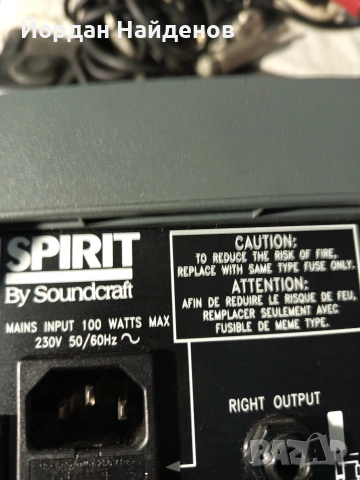 Йордан Найденов
SPIRIT
By Soundcraft
MAINS INPUT 100 WATTS MAX
230V 50/60Hz ~
CAUTION:
TO REDUCE THE RISK OF FIRE,
REPLACE WITH SAME TYPE FUSE ONLY.
ATTENTION:
AFIN DE REDUIRE LE RISQUE DE FEU,
REMPLACER SEULEMENT AVEC
FUSIBLE DE MEME TYPE.
RIGHT OUTPUT